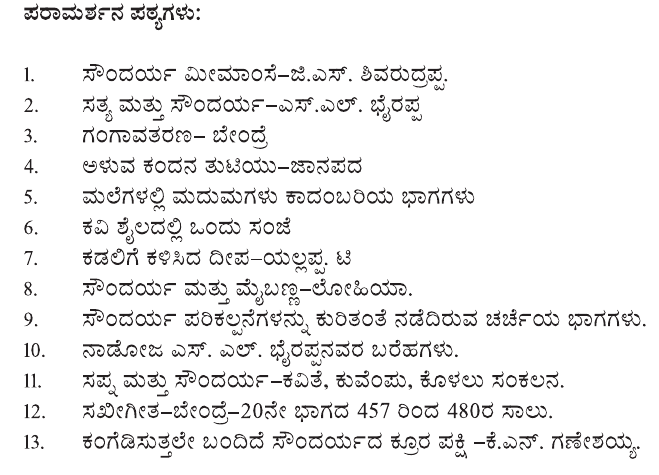 ಪರಾಮರ್ಶನ ಪಠ್ಯಗಳು:
1. ಸೌಂದರ್ಯ ಮೀಮಾಂಸೆ–ಜಿ.ಎಸ್. ಶಿವರುದ್ರಪ್ಪ.
2. ಸತ್ಯ ಮತ್ತು ಸೌಂದರ್ಯ–ಎಸ್.ಎಲ್. ಭೈರಪ್ಪ
3. ಗಂಗಾವತರಣ– ಬೇಂದ್ರೆ
4. ಅಳುವ ಕಂದನ ತುಟಿಯು–ಜಾನಪದ
5. ಮಲೆಗಳಲ್ಲಿ ಮದುಮಗಳು ಕಾದಂಬರಿಯ ಭಾಗಗಳು
6. ಕವಿ ಶೈಲದಲ್ಲಿ ಒಂದು ಸಂಜೆ
7. ಕಡಲಿಗೆ ಕಳಿಸಿದ ದೀಪ–ಯಲ್ಲಪ್ಪ. ಟಿ
8. ಸೌಂದರ್ಯ ಮತ್ತು ಮೈಬಣ್ಣ–ಲೋಹಿಯಾ.
9. ಸೌಂದರ್ಯ ಪರಿಕಲ್ಪನೆಗಳನ್ನು ಕುರಿತಂತೆ ನಡೆದಿರುವ ಚರ್ಚೆಯ ಭಾಗಗಳು.
10. ನಾಡೋಜ ಎಸ್. ಎಲ್. ಭೈರಪ್ಪನವರ ಬರೆಹಗಳು.
11. ಸಪ್ನ ಮತ್ತು ಸೌಂದರ್ಯ–ಕವಿತೆ, ಕುವೆಂಪು, ಕೊಳಲು ಸಂಕಲನ.
12. ಸಖೀಗೀತ–ಬೇಂದ್ರೆ–20ನೇ ಭಾಗದ 457 ರಿಂದ 480ರ ಸಾಲು.
13. ಕಂಗೆಡಿಸುತ್ತಲೇ ಬಂದಿದೆ ಸೌಂದರ್ಯದ ಕ್ರೂರ ಪಕ್ಷಿ –ಕೆ.ಎನ್. ಗಣೇಶಯ್ಯ.